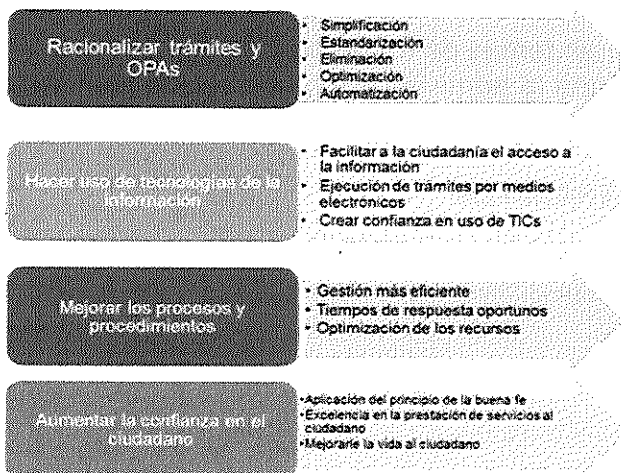 Racionalizar trámites y
OPAs
• Simplificación
• Estandarización
• Eliminación
• Optimización
• Automatización
Hacer uso de tecnologías de la
información
• Facilitar a la ciudadanía el acceso a
la información
• Ejecución de trámites por medios
electrónicos
• Crear confianza en uso de TICs
Mejorar los procesos y
procedimientos
• Gestión más eficiente
• Tiempos de respuesta oportunos
• Optimización de los recursos
Aumentar la confianza en el
ciudadano
•Aplicación del principio de la buena fe
•Excelencia en la prestación de servicios al
ciudadano
•Mejorarle la vida al ciudadano